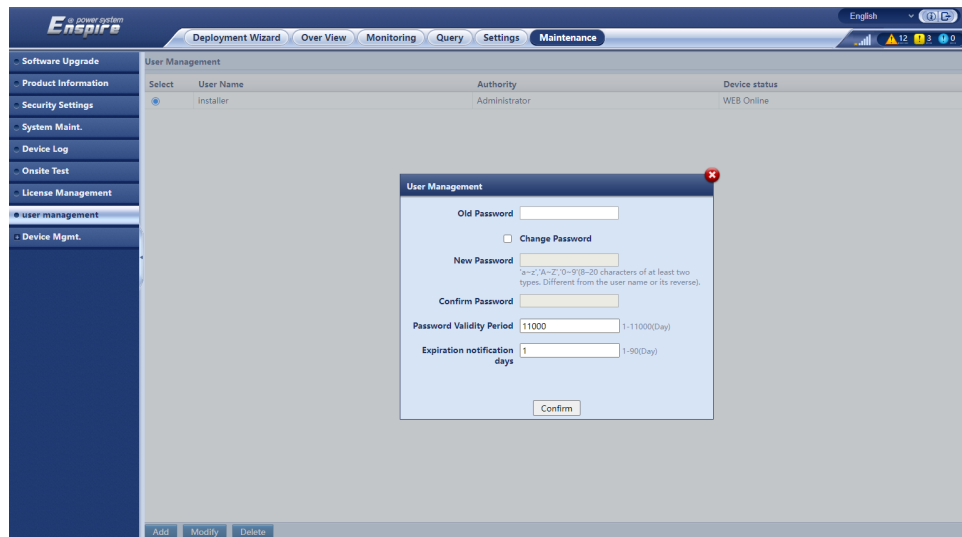 Enspire @ power system
English
Deployment Wizard Over View Monitoring Query Settings Maintenance
12 3 0
Software Upgrade
Product Information
Security Settings
System Maint.
Device Log
Onsite Test
License Management
user management
Device Mgmt.
User Management
Select User Name Authority Device status
Installer Administrator WEB Online
User Management
Old Password
Change Password
New Password
'a~z','A~Z','0~9'(8~20 characters of at least two
types. Different from the user name or its reverse).
Confirm Password
Password Validity Period 11000 1-11000(Day)
Expiration notification 1 1-90(Day)
days
Confirm
Add Modify Delete